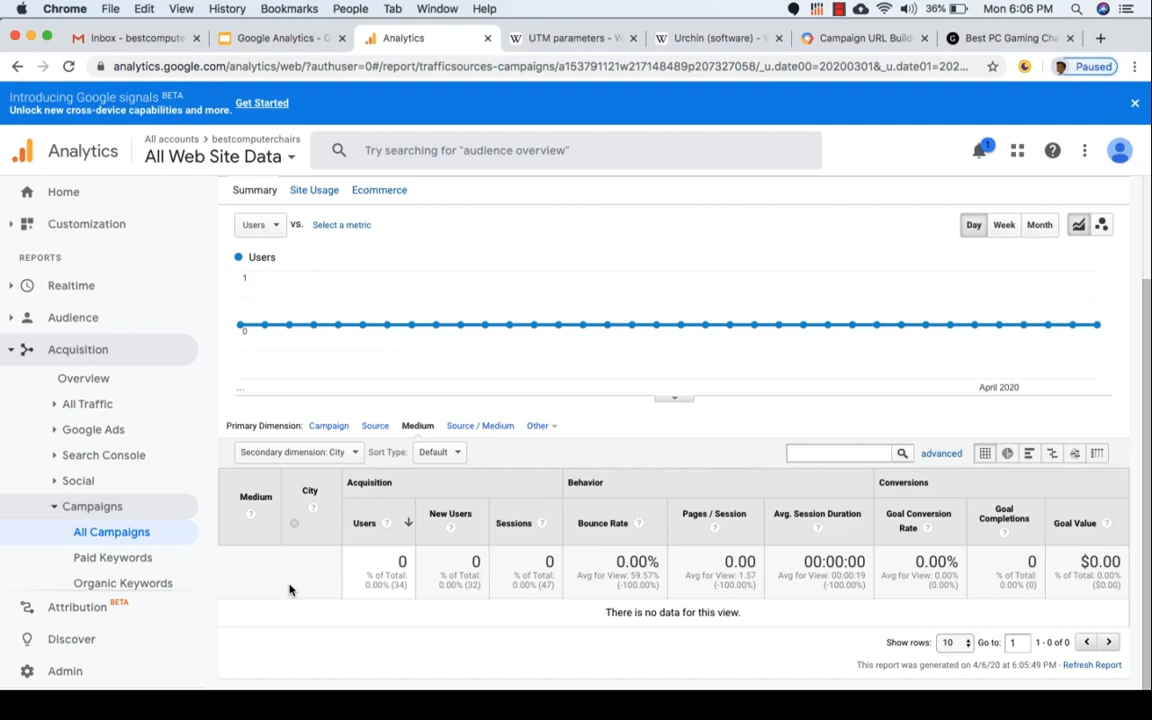 Chrome File Edit View History Bookmarks People Tab Window Help 36% Mon 6:06 PM
Inbox - bestcompute Google Analytics - G Analytics UTM parameters - W Urchin (software) - W Campaign URL Build Best PC Gaming Cha
analytics.google.com/analytics/web/?authuser=0#/report/trafficsources-campaigns/a153791121w217148489p207327058/_u.date00=20200301&_u.date01=202... Paused
Introducing Google signals BETA
Unlock new cross-device capabilities and more. Get Started
Analytics
All accounts > bestcomputerchairs
All Web Site Data
Try searching for "audience overview"
1
Home
Customization
REPORTS
Realtime
Audience
Acquisition
Overview
All Traffic
Google Ads
Search Console
Social
Campaigns
All Campaigns
Paid Keywords
Organic Keywords
Attribution BETA
Discover
Admin
Summary Site Usage Ecommerce
Users VS. Select a metric
Day Week Month
Users
1
0
... April 2020
Primary Dimension: Campaign Source Medium Source / Medium Other
Secondary dimension: City Sort Type: Default advanced
Medium ? City ? Acquisition Behavior Conversions
Users ? New Users ? Sessions ? Bounce Rate ? Pages / Session ? Avg. Session Duration ? Goal Conversion Rate ? Goal Completions ? Goal Value ?
0 0 0 0.00% 0.00 00:00:00 0.00% 0 $0.00
% of Total: 0.00% (34) % of Total: 0.00% (32) % of Total: 0.00% (47) Avg for View: 59.57% (-100.00%) Avg for View: 1.57 (-100.00%) Avg for View: 00:00:19 (-100.00%) Avg for View: 0.00% (0.00%) % of Total: 0.00% (0) % of Total: 0.00% ($0.00)
There is no data for this view.
Show rows: 10 Go to: 1 1 - 0 of 0
This report was generated on 4/6/20 at 6:05:49 PM - Refresh Report